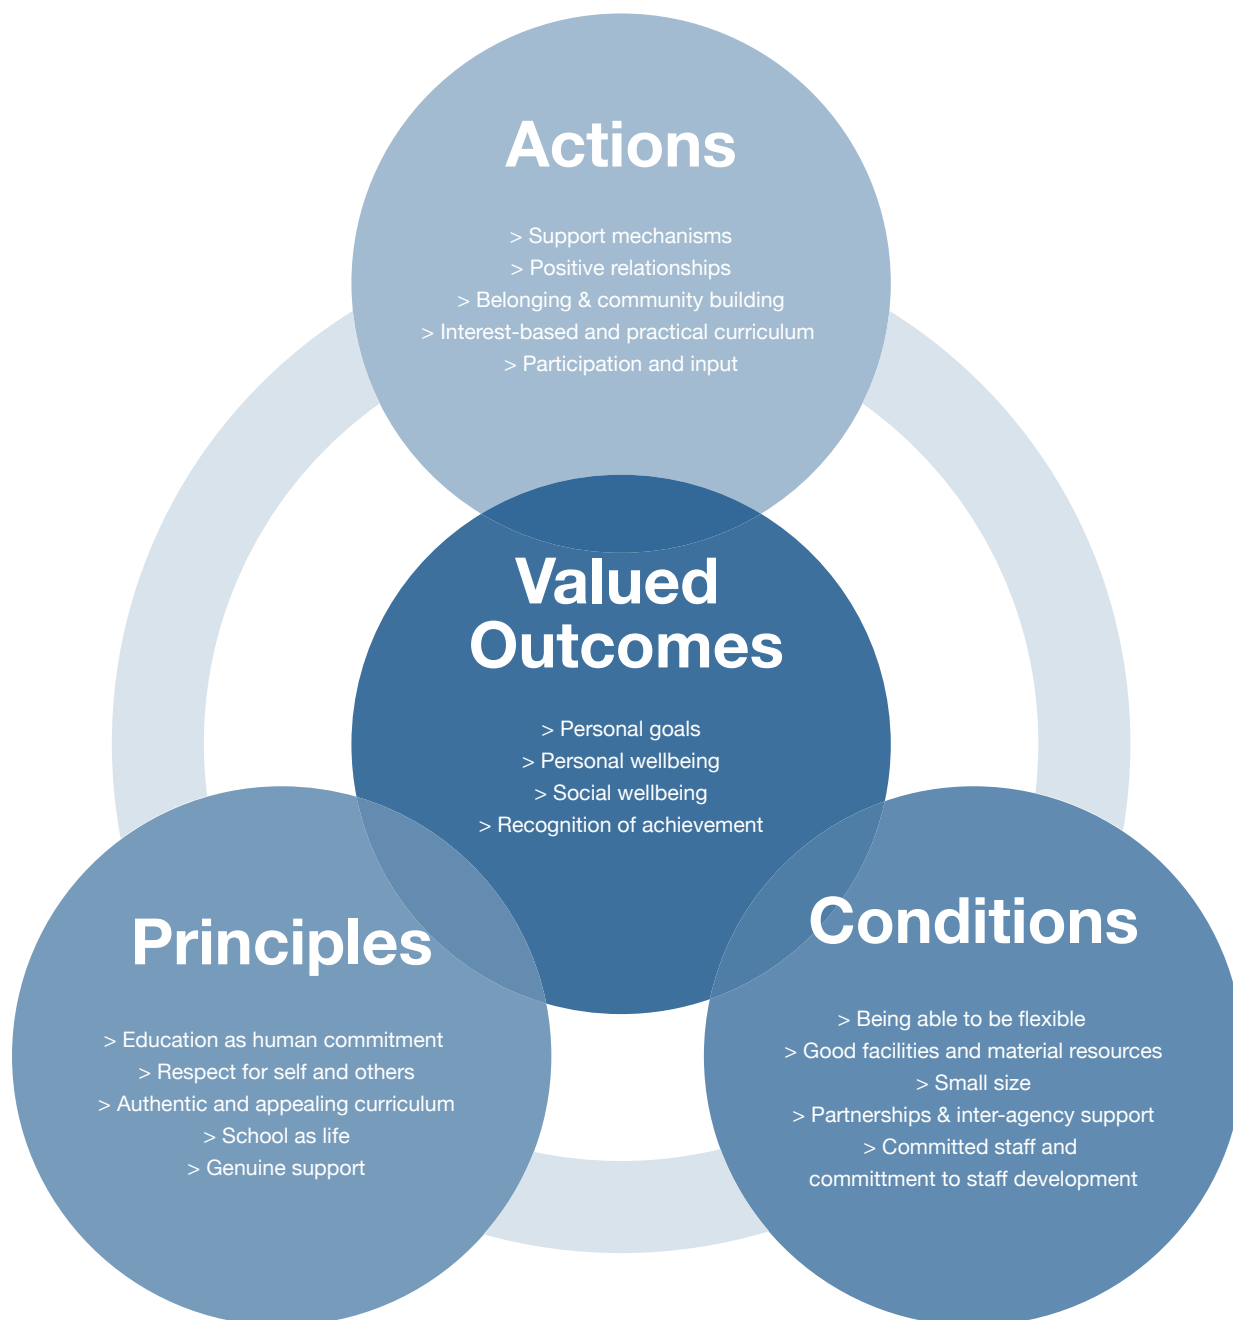 Actions
> Support mechanisms
> Positive relationships
> Belonging & community building
> Interest-based and practical curriculum
> Participation and input
Valued
Outcomes
> Personal goals
> Personal wellbeing
> Social wellbeing
> Recognition of achievement
Principles
> Education as human commitment
> Respect for self and others
> Authentic and appealing curriculum
> School as life
> Genuine support
Conditions
> Being able to be flexible
> Good facilities and material resources
> Small size
> Partnerships & inter-agency support
> Committed staff and
committment to staff development